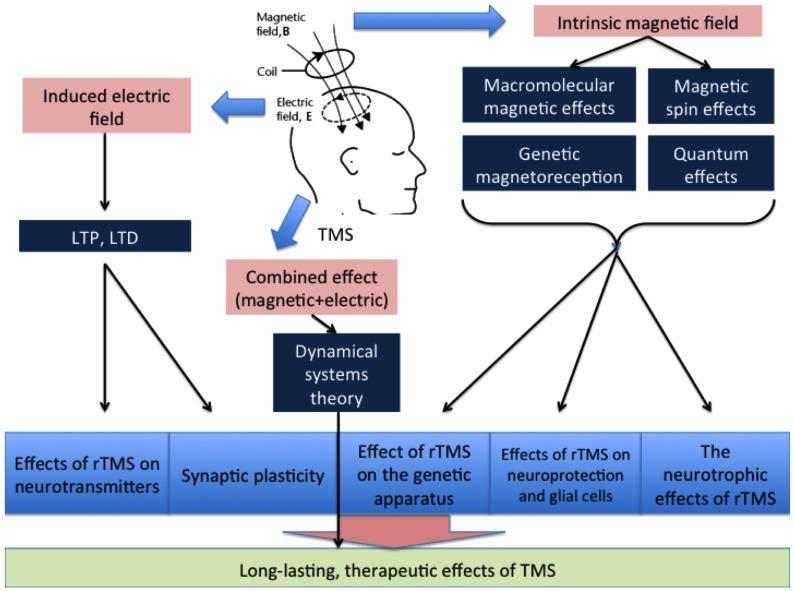 Magnetic
field,B
Coil
Electric
field, E
TMS
Intrinsic magnetic field
Macromolecular
magnetic effects
Magnetic
spin effects
Genetic
magnetoreception
Quantum
effects
Induced electric
field
LTP, LTD
Combined effect
(magnetic+electric)
Dynamical
systems
theory
Effects of rTMS on
neurotransmitters
Synaptic plasticity
Effect of rTMS
on the genetic
apparatus
Effects of rTMS on
neuroprotection
and glial cells
The
neurotrophic
effects of rTMS
Long-lasting, therapeutic effects of TMS